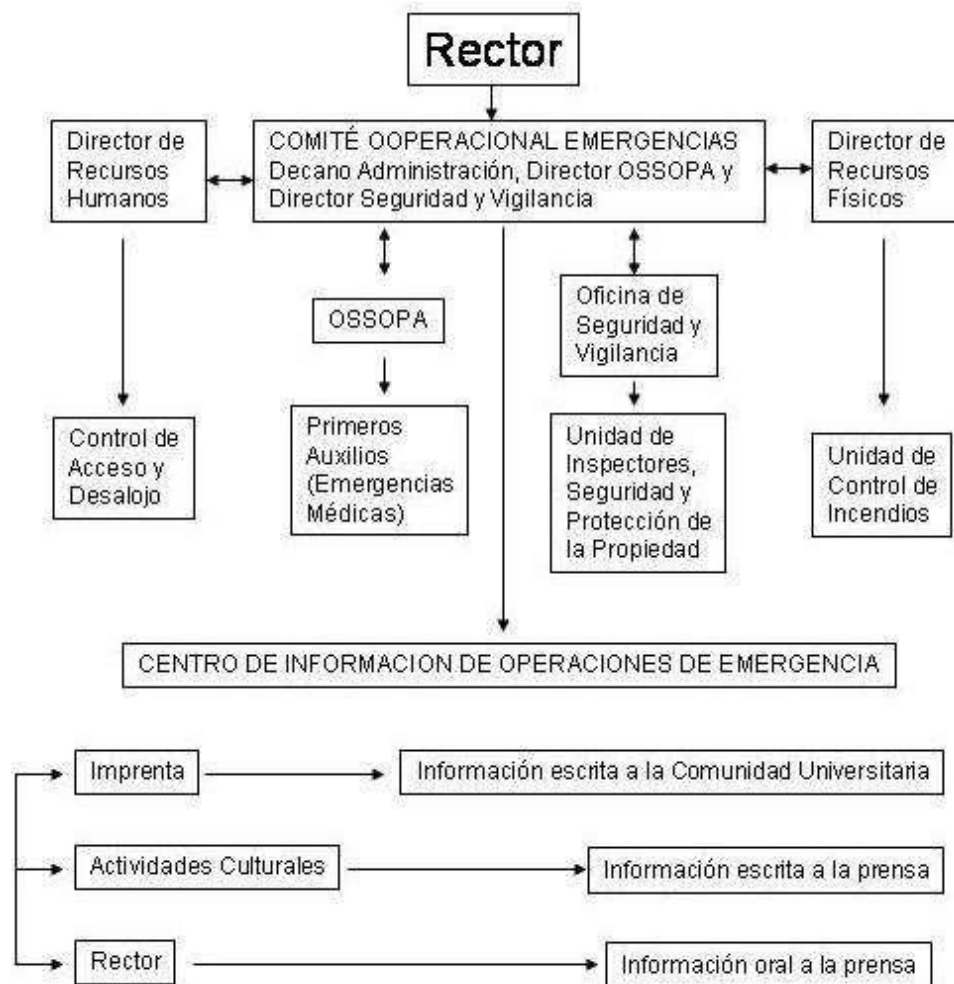 Rector
Director de
Recursos
Humanos
COMITÉ OOPERACIONAL EMERGENCIAS
Decano Administración, Director OSSOPA y
Director Seguridad y Vigilancia
Director de
Recursos
Físicos
OSSOPA
Oficina de
Seguridad y
Vigilancia
Control de
Acceso y
Desalojo
Primeros
Auxilios
(Emergencias
Médicas)
Unidad de
Inspectores,
Seguridad y
Protección de
la Propiedad
Unidad de
Control de
Incendios
CENTRO DE INFORMACION DE OPERACIONES DE EMERGENCIA
Imprenta
Información escrita a la Comunidad Universitaria
Actividades Culturales
Información escrita a la prensa
Rector
Información oral a la prensa